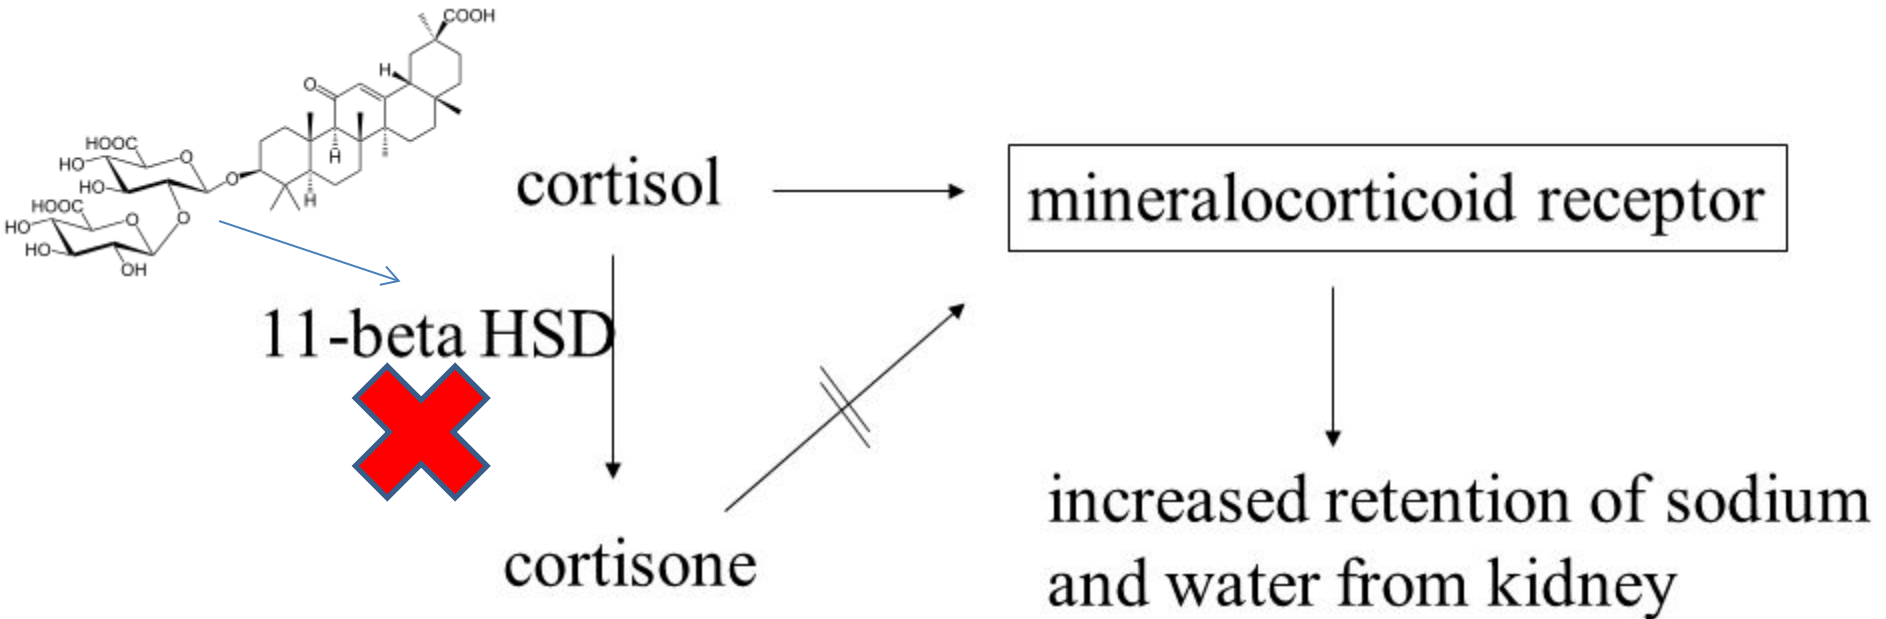 COOH
H
O
H
HOOC
HO
O
HO
O
H
HOOC
O
HO
O
HO
OH
cortisol
mineralocorticoid receptor
11-beta HSD
cortisone
increased retention of sodium
and water from kidney